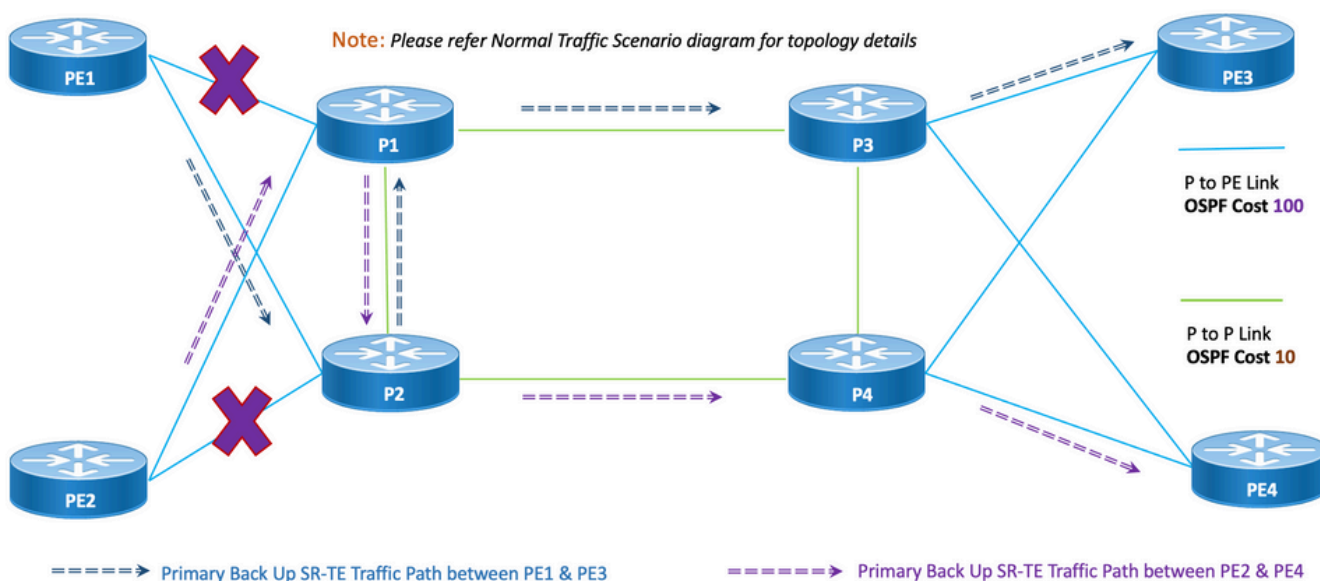 Note: Please refer Normal Traffic Scenario diagram for topology details
PE1
PE3
P1
P3
P to PE Link
OSPF Cost 100
P to P Link
OSPF Cost 10
P2
P4
PE2
PE4
Primary Back Up SR-TE Traffic Path between PE1 & PE3
Primary Back Up SR-TE Traffic Path between PE2 & PE4